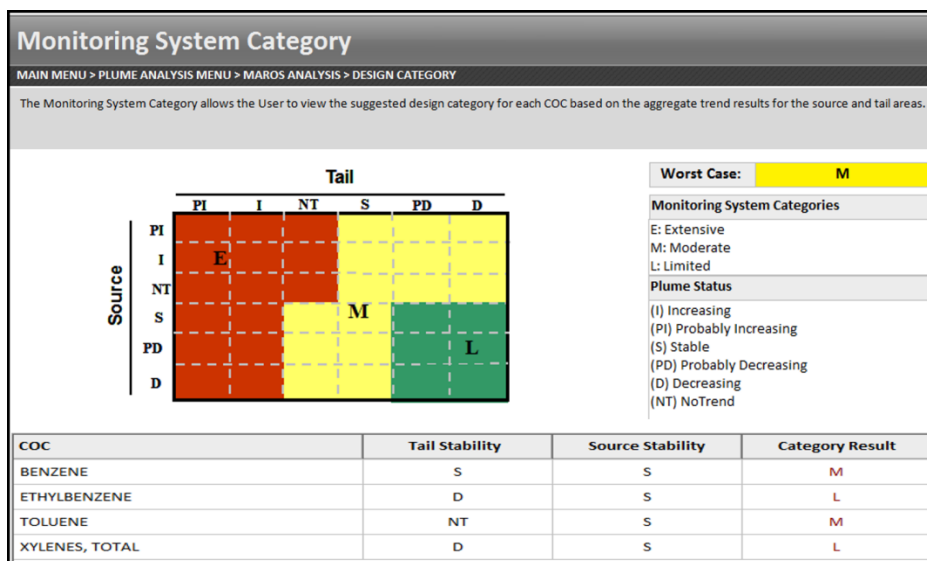 Monitoring System Category
MAIN MENU > PLUME ANALYSIS MENU > MAROS ANALYSIS > DESIGN CATEGORY
The Monitoring System Category allows the User to view the suggested design category for each COC based on the aggregate trend results for the source and tail areas.
Tail
PI I NT S PD D
Source
PI
I
NT
S
PD
D
E
M
L
Worst Case: M
Monitoring System Categories
E: Extensive
M: Moderate
L: Limited
Plume Status
(I) Increasing
(PI) Probably Increasing
(S) Stable
(PD) Probably Decreasing
(D) Decreasing
(NT) NoTrend
COC Tail Stability Source Stability Category Result
BENZENE S S M
ETHYLBENZENE D S L
TOLUENE NT S M
XYLENES, TOTAL D S L